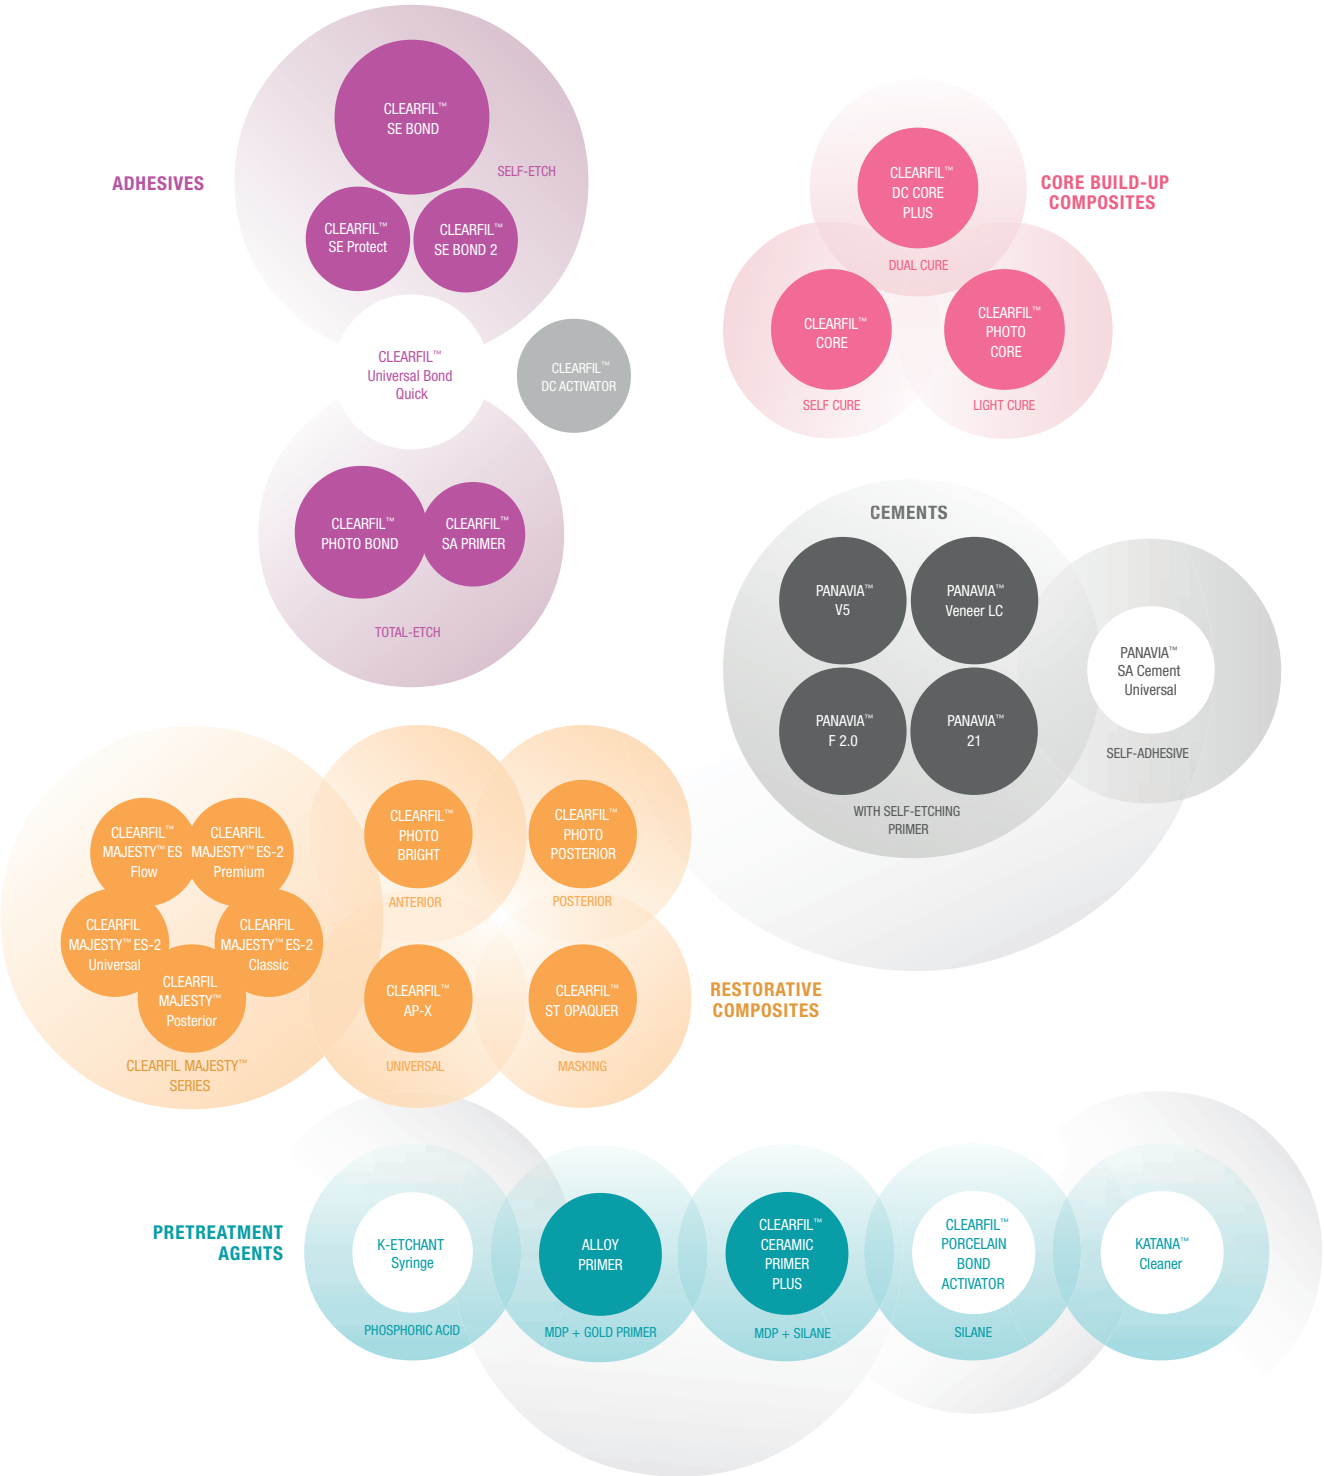 ADHESIVES
CLEARFIL™
SE BOND
SELF-ETCH
CLEARFIL™
SE Protect
CLEARFIL™
SE BOND 2
CLEARFIL™
Universal Bond
Quick
CLEARFIL™
DC ACTIVATOR
CLEARFIL™
PHOTO BOND
CLEARFIL™
SA PRIMER
TOTAL-ETCH
CORE BUILD-UP
COMPOSITES
CLEARFIL™
DC CORE
PLUS
DUAL CURE
CLEARFIL™
CORE
SELF CURE
CLEARFIL™
PHOTO
CORE
LIGHT CURE
CEMENTS
PANAVIA™
V5
PANAVIA™
Veneer LC
PANAVIA™
F 2.0
PANAVIA™
21
WITH SELF-ETCHING
PRIMER
PANAVIA™
SA Cement
Universal
SELF-ADHESIVE
CLEARFIL™
MAJESTY™ ES
Flow
CLEARFIL
MAJESTY™ ES-2
Premium
CLEARFIL
MAJESTY™ ES-2
Universal
CLEARFIL
MAJESTY™ ES-2
Classic
CLEARFIL
MAJESTY™
Posterior
CLEARFIL MAJESTY™
SERIES
CLEARFIL™
PHOTO
BRIGHT
ANTERIOR
CLEARFIL™
PHOTO
POSTERIOR
POSTERIOR
CLEARFIL™
AP-X
UNIVERSAL
CLEARFIL™
ST OPAQUER
MASKING
RESTORATIVE
COMPOSITES
PRETREATMENT
AGENTS
K-ETCHANT
Syringe
PHOSPHORIC ACID
ALLOY
PRIMER
MDP + GOLD PRIMER
CLEARFIL™
CERAMIC
PRIMER
PLUS
MDP + SILANE
CLEARFIL™
PORCELAIN
BOND
ACTIVATOR
SILANE
KATANA™
Cleaner